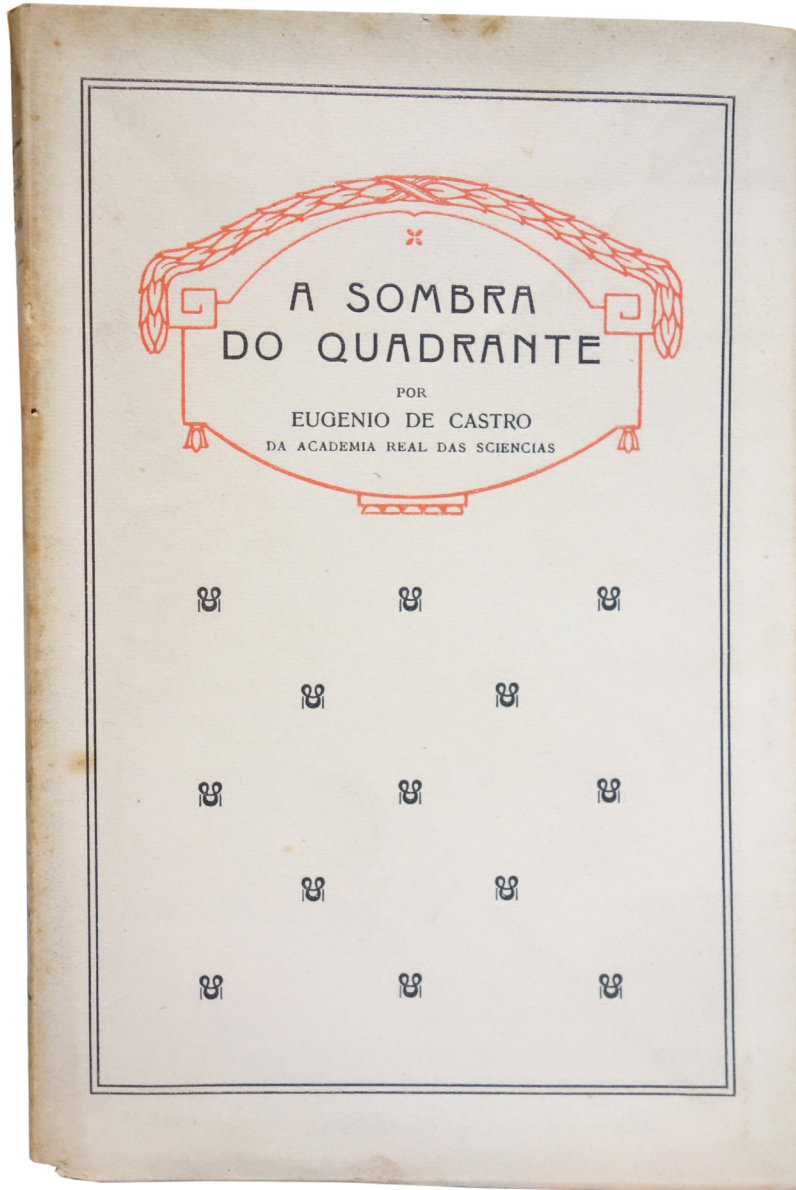 A SOMBRA
DO QUADRANTE
POR
EUGENIO DE CASTRO
DA ACADEMIA REAL DAS SCIENCIAS